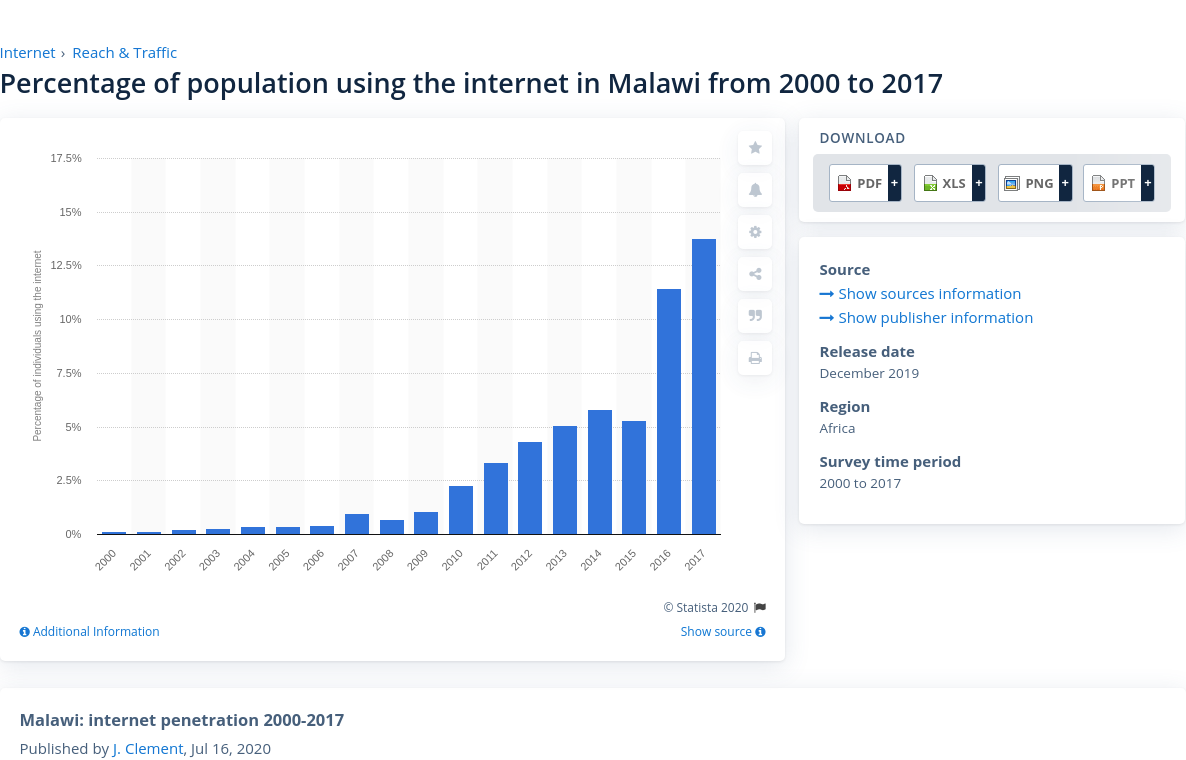 Internet › Reach & Traffic
Percentage of population using the internet in Malawi from 2000 to 2017
Percentage of individuals using the internet
17.5%
15%
12.5%
10%
7.5%
5%
2.5%
0%
2000 2001 2002 2003 2004 2005 2006 2007 2008 2009 2010 2011 2012 2013 2014 2015 2016 2017
© Statista 2020
Additional Information
Show source
DOWNLOAD
PDF + XLS + PNG + PPT +
Source
Show sources information
Show publisher information
Release date
December 2019
Region
Africa
Survey time period
2000 to 2017
Malawi: internet penetration 2000-2017
Published by J. Clement, Jul 16, 2020